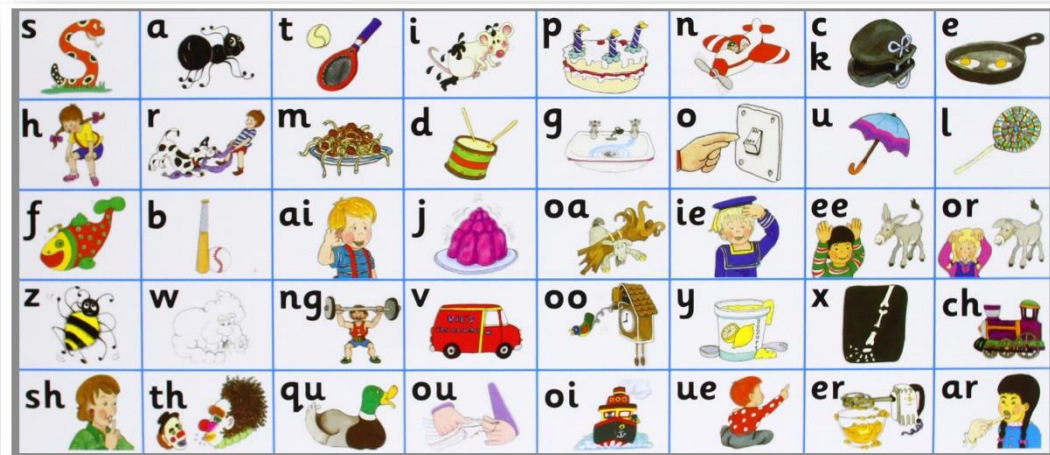 s a t i p n c k e
h r m d g o u l
f b ai j oa ie ee or
z w ng v oo y x ch
sh th qu ou oi ue er ar